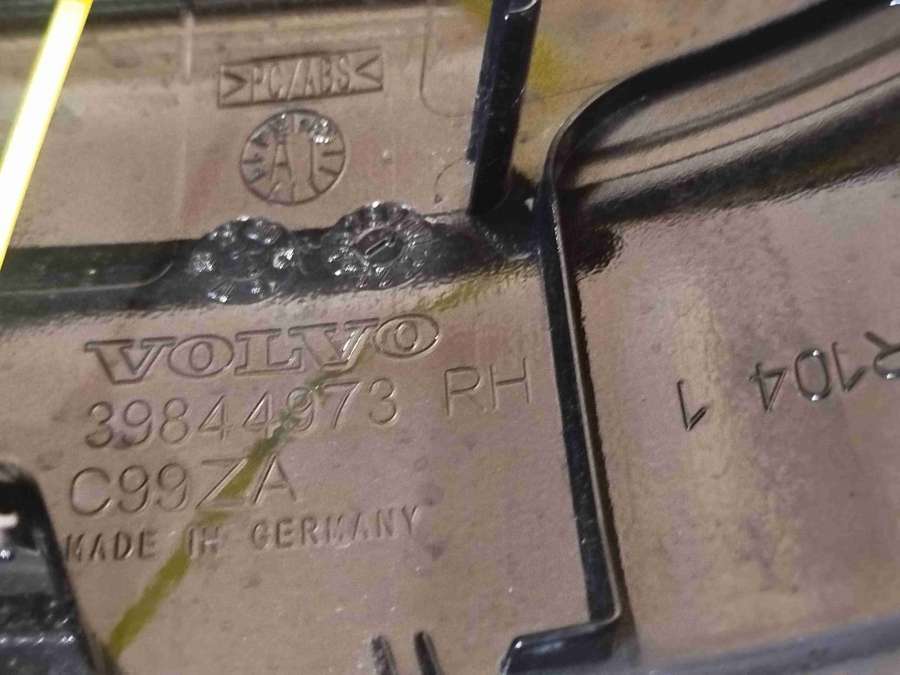 >PC/ABS<
VOLVO
39844973 RH
C99ZA
MADE IN GERMANY
R104 1